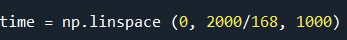 time = np.linspace (0, 2000/168, 1000)